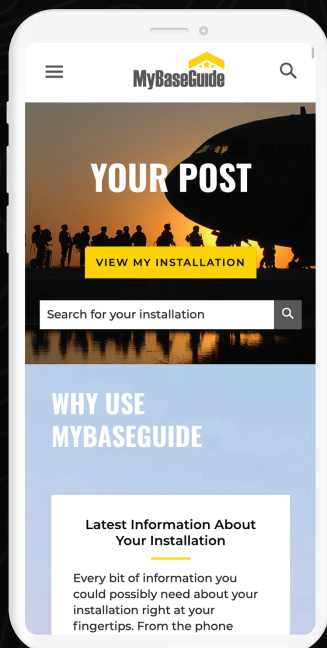 MyBaseGuide
YOUR POST
VIEW MY INSTALLATION
Search for your installation
WHY USE
MYBASEGUIDE
Latest Information About
Your Installation
Every bit of information you
could possibly need about your
installation right at your
fingertips. From the phone